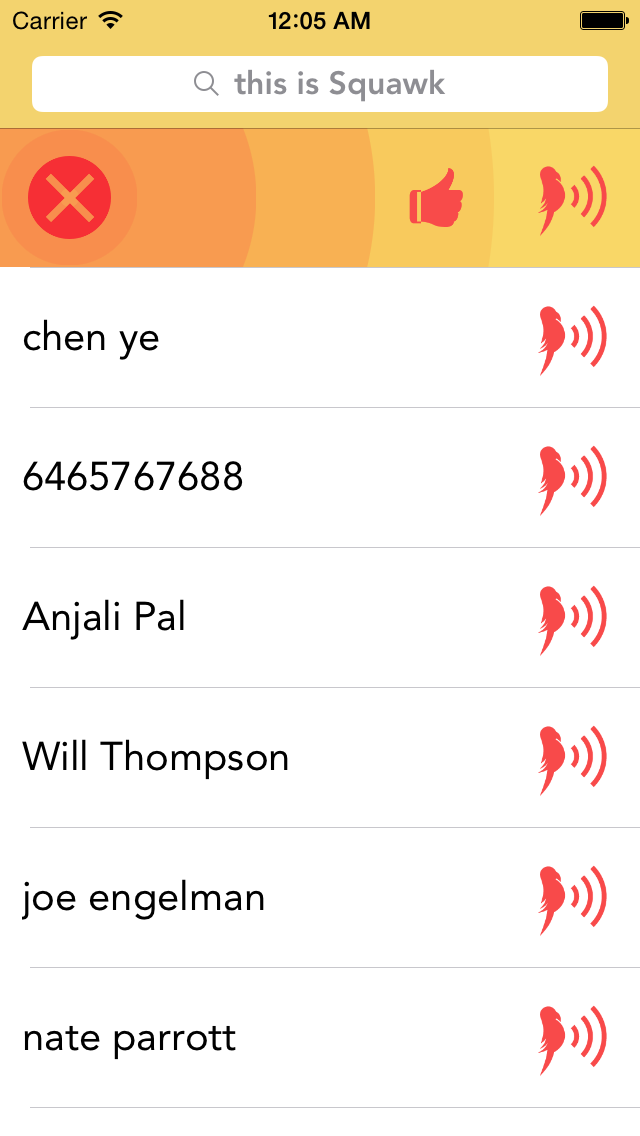 Carrier 12:05 AM
this is Squawk
chen ye
6465767688
Anjali Pal
Will Thompson
joe engelman
nate parrott